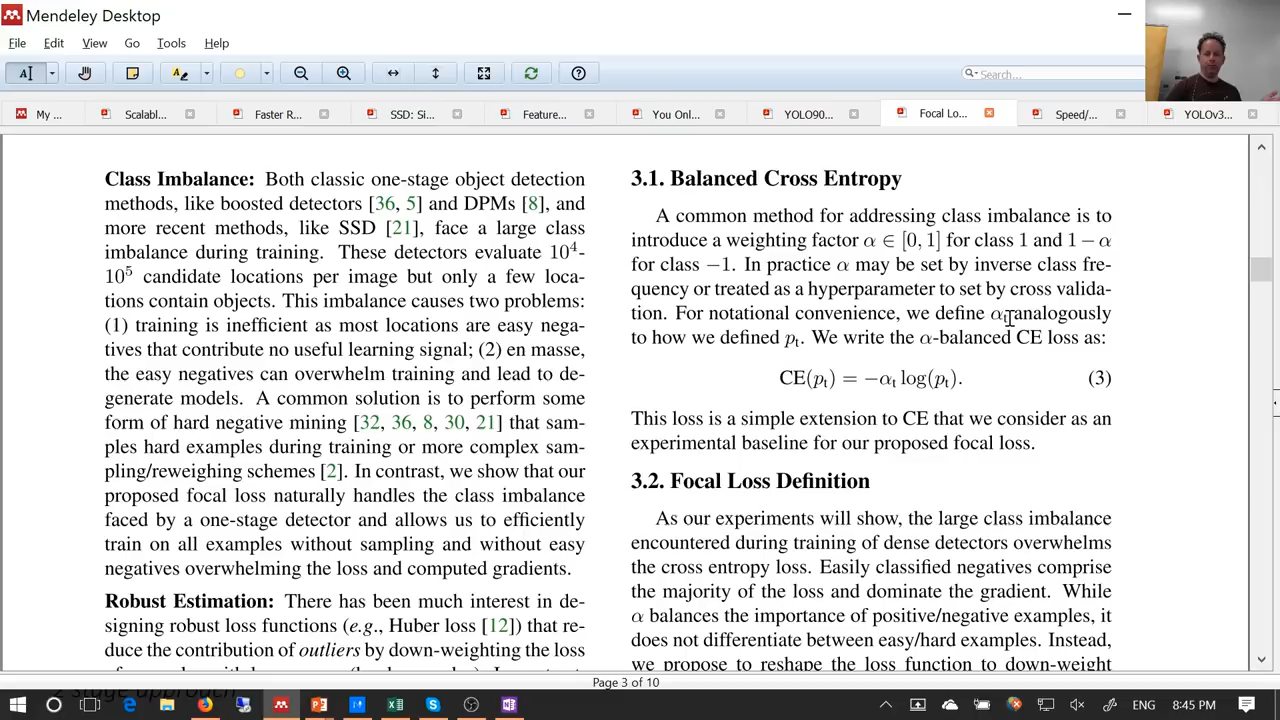 Mendeley Desktop
File Edit View Go Tools Help
Search...
My ... Scalabl... Faster R... SSD: Si... Feature... You Onl... YOLO90... Focal Lo... Speed/... YOLOv3...
Class Imbalance: Both classic one-stage object detection
methods, like boosted detectors [36, 5] and DPMs [8], and
more recent methods, like SSD [21], face a large class
imbalance during training. These detectors evaluate 10⁴-
10⁵ candidate locations per image but only a few loca-
tions contain objects. This imbalance causes two problems:
(1) training is inefficient as most locations are easy nega-
tives that contribute no useful learning signal; (2) en masse,
the easy negatives can overwhelm training and lead to de-
generate models. A common solution is to perform some
form of hard negative mining [32, 36, 8, 30, 21] that sam-
ples hard examples during training or more complex sam-
pling/reweighing schemes [2]. In contrast, we show that our
proposed focal loss naturally handles the class imbalance
faced by a one-stage detector and allows us to efficiently
train on all examples without sampling and without easy
negatives overwhelming the loss and computed gradients.
Robust Estimation: There has been much interest in de-
signing robust loss functions (e.g., Huber loss [12]) that re-
duce the contribution of outliers by down-weighting the loss
3.1. Balanced Cross Entropy
A common method for addressing class imbalance is to
introduce a weighting factor α ∈ [0, 1] for class 1 and 1−α
for class −1. In practice α may be set by inverse class fre-
quency or treated as a hyperparameter to set by cross valida-
tion. For notational convenience, we define αt analogously
to how we defined pt. We write the α-balanced CE loss as:
CE(pt) = −αt log(pt). (3)
This loss is a simple extension to CE that we consider as an
experimental baseline for our proposed focal loss.
3.2. Focal Loss Definition
As our experiments will show, the large class imbalance
encountered during training of dense detectors overwhelms
the cross entropy loss. Easily classified negatives comprise
the majority of the loss and dominate the gradient. While
α balances the importance of positive/negative examples, it
does not differentiate between easy/hard examples. Instead,
we propose to reshape the loss function to down-weight
Page 3 of 10
2 stage approach
ENG 8:45 PM